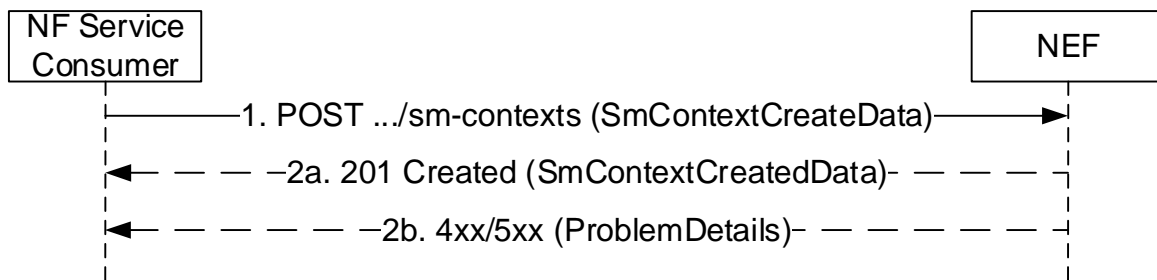 NF Service
Consumer
NEF
1. POST .../sm-contexts (SmContextCreateData)
2a. 201 Created (SmContextCreatedData)
2b. 4xx/5xx (ProblemDetails)